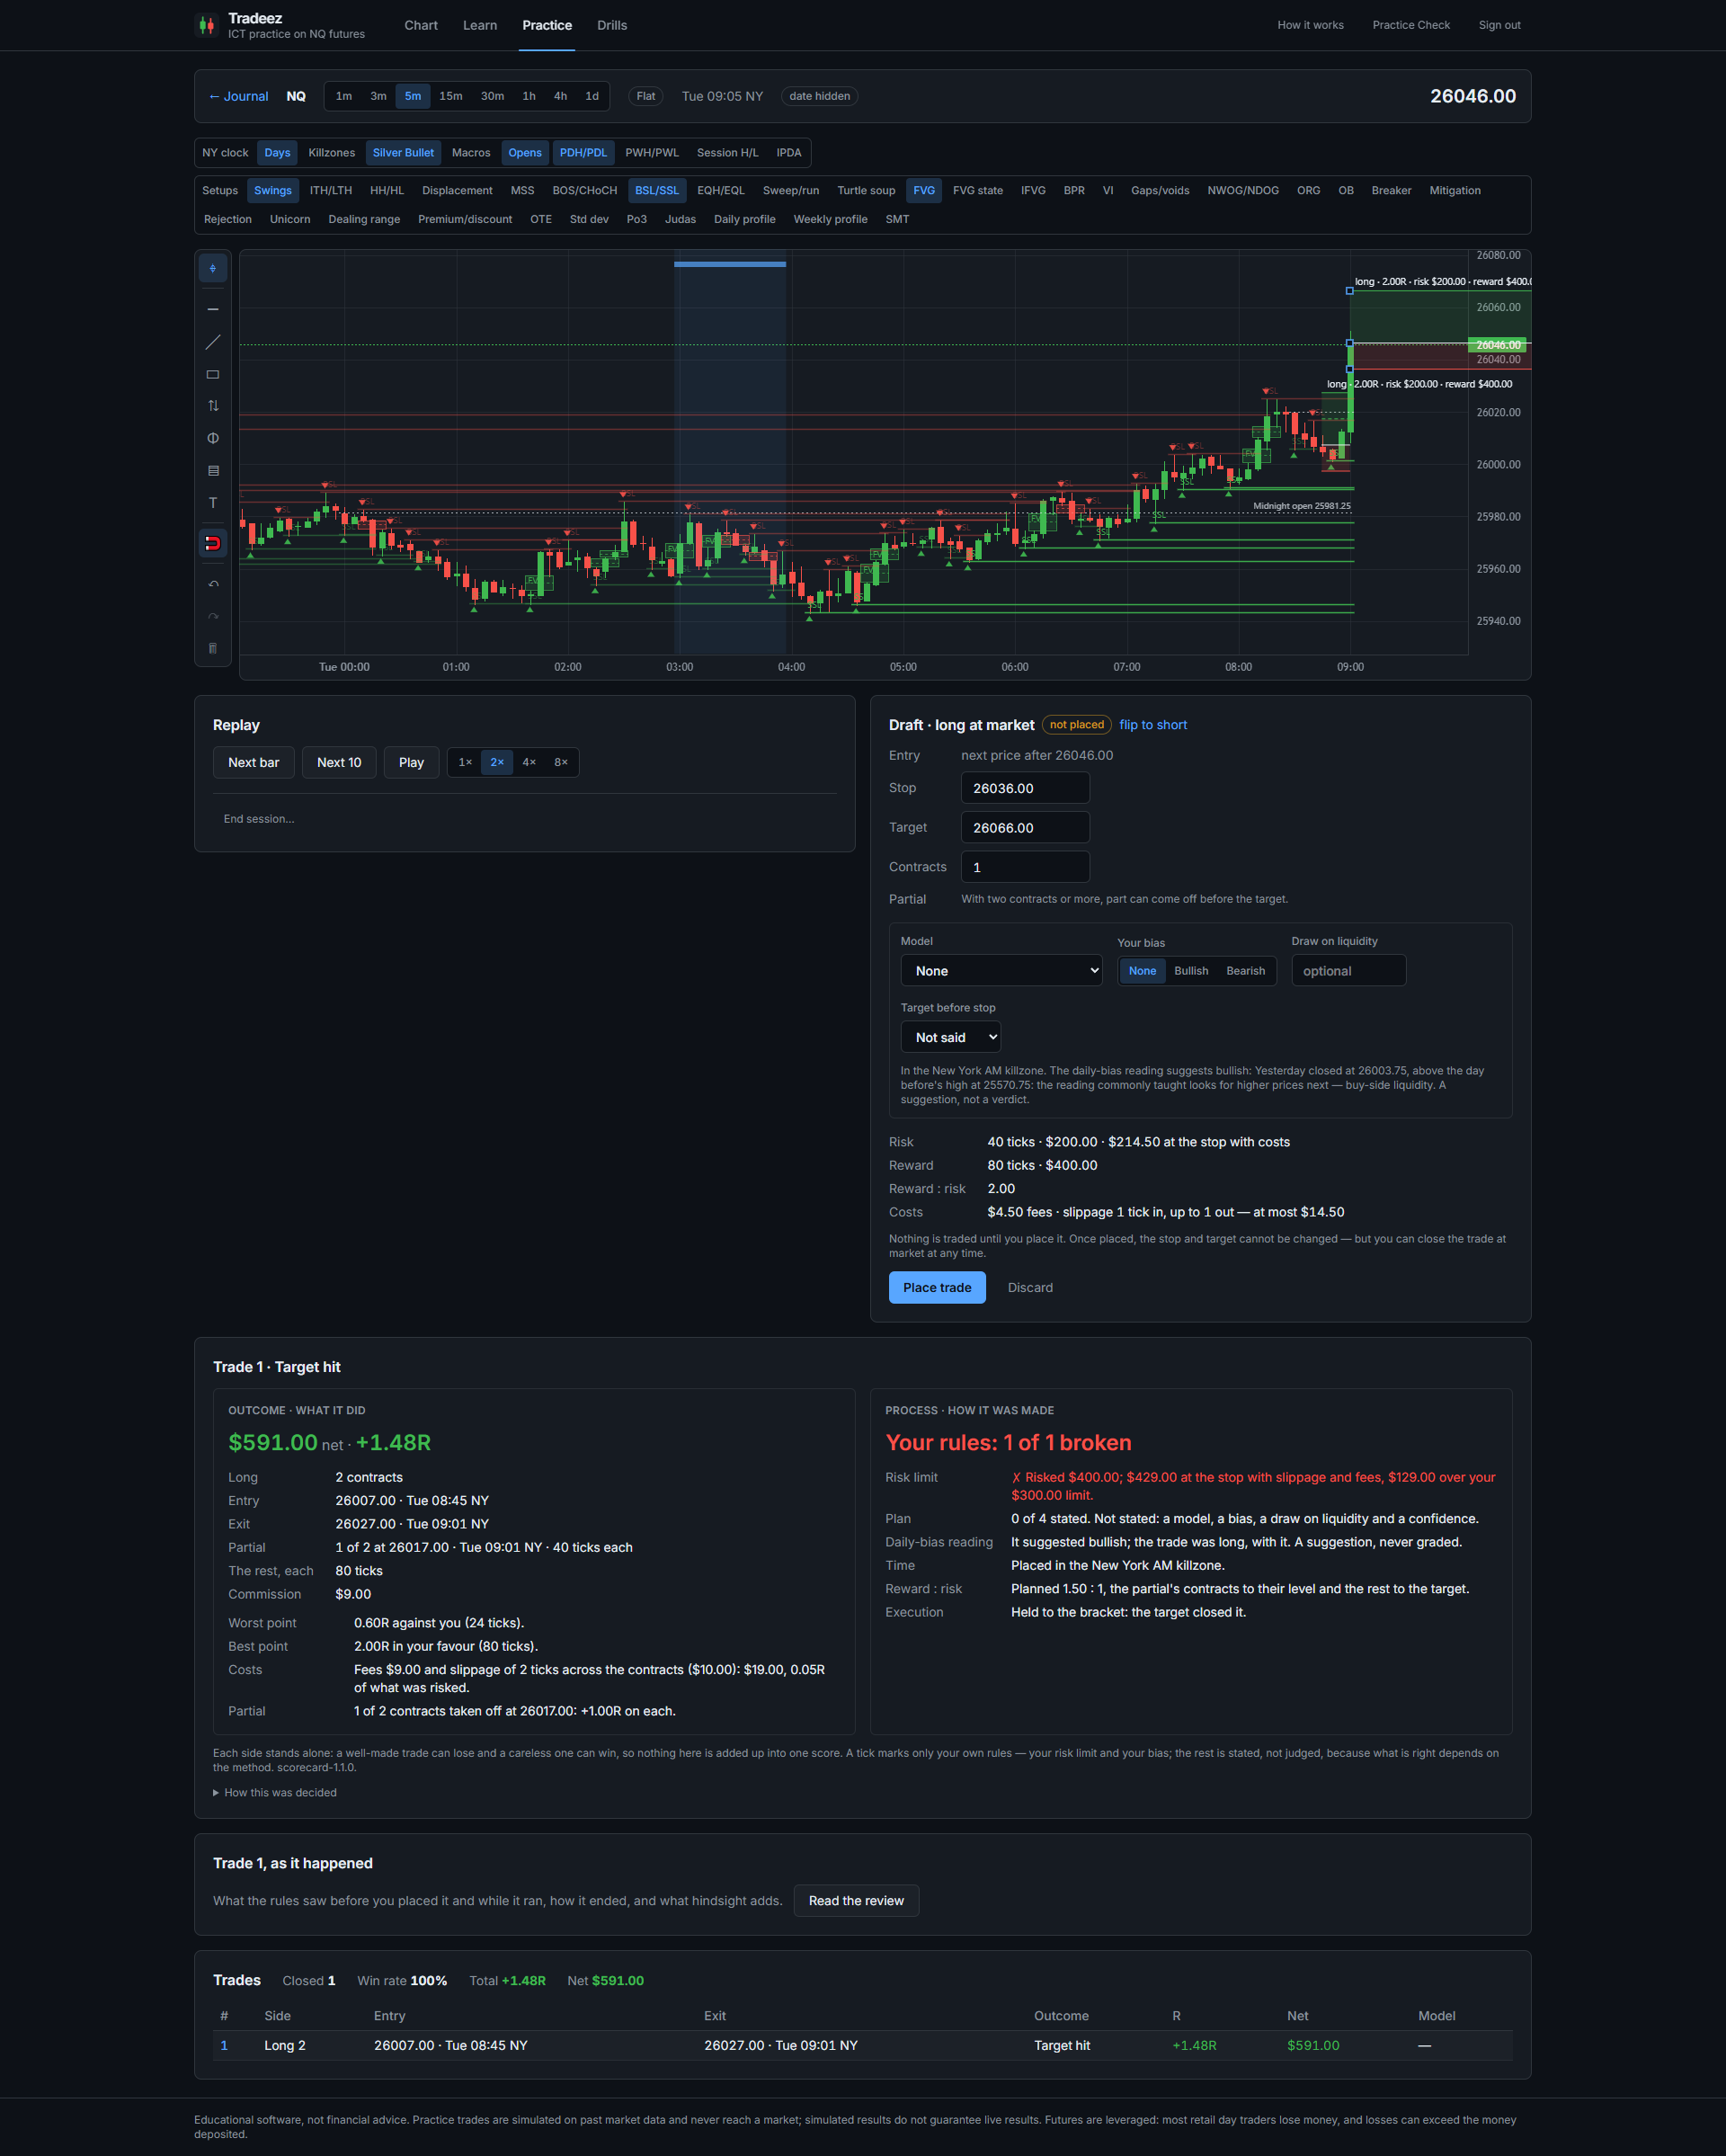 Tradeez
ICT practice on NQ futures
Chart Learn Practice Drills
How it works Practice Check Sign out
← Journal NQ 1m 3m 5m 15m 30m 1h 4h 1d Flat Tue 09:05 NY date hidden 26046.00
NY clock Days Killzones Silver Bullet Macros Opens PDH/PDL PWH/PWL Session H/L IPDA
Setups Swings ITH/LTH HH/HL Displacement MSS BOS/CHoCH BSL/SSL EQH/EQL Sweep/run Turtle soup FVG FVG state IFVG BPR VI Gaps/voids NWOG/NDOG ORG OB Breaker Mitigation
Rejection Unicorn Dealing range Premium/discount OTE Std dev Po3 Judas Daily profile Weekly profile SMT
26080.00
long · 2.00R · risk $200.00 · reward $400.0
26060.00
26046.00
26040.00
long · 2.00R · risk $200.00 · reward $400.00
26020.00
26000.00
Midnight open 25981.25
25980.00
25960.00
25940.00
T
Tue 00:00 01:00 02:00 03:00 04:00 05:00 06:00 07:00 08:00 09:00
Replay
Next bar Next 10 Play 1× 2× 4× 8×
End session...
Draft · long at market not placed flip to short
Entry next price after 26046.00
Stop 26036.00
Target 26066.00
Contracts 1
Partial With two contracts or more, part can come off before the target.
Model Your bias Draw on liquidity
None None Bullish Bearish optional
Target before stop
Not said
In the New York AM killzone. The daily-bias reading suggests bullish: Yesterday closed at 26003.75, above the day
before's high at 25570.75: the reading commonly taught looks for higher prices next — buy-side liquidity. A
suggestion, not a verdict.
Risk 40 ticks · $200.00 · $214.50 at the stop with costs
Reward 80 ticks · $400.00
Reward : risk 2.00
Costs $4.50 fees · slippage 1 tick in, up to 1 out — at most $14.50
Nothing is traded until you place it. Once placed, the stop and target cannot be changed — but you can close the trade at
market at any time.
Place trade Discard
Trade 1 · Target hit
OUTCOME · WHAT IT DID
$591.00 net · +1.48R
Long 2 contracts
Entry 26007.00 · Tue 08:45 NY
Exit 26027.00 · Tue 09:01 NY
Partial 1 of 2 at 26017.00 · Tue 09:01 NY · 40 ticks each
The rest, each 80 ticks
Commission $9.00
Worst point 0.60R against you (24 ticks).
Best point 2.00R in your favour (80 ticks).
Costs Fees $9.00 and slippage of 2 ticks across the contracts ($10.00): $19.00, 0.05R
of what was risked.
Partial 1 of 2 contracts taken off at 26017.00: +1.00R on each.
PROCESS · HOW IT WAS MADE
Your rules: 1 of 1 broken
Risk limit ✗ Risked $400.00; $429.00 at the stop with slippage and fees, $129.00 over your
$300.00 limit.
Plan 0 of 4 stated. Not stated: a model, a bias, a draw on liquidity and a confidence.
Daily-bias reading It suggested bullish; the trade was long, with it. A suggestion, never graded.
Time Placed in the New York AM killzone.
Reward : risk Planned 1.50 : 1, the partial's contracts to their level and the rest to the target.
Execution Held to the bracket: the target closed it.
Each side stands alone: a well-made trade can lose and a careless one can win, so nothing here is added up into one score. A tick marks only your own rules — your risk limit and your bias; the rest is stated, not judged, because what is right depends on
the method. scorecard-1.1.0.
▶ How this was decided
Trade 1, as it happened
What the rules saw before you placed it and while it ran, how it ended, and what hindsight adds. Read the review
Trades Closed 1 Win rate 100% Total +1.48R Net $591.00
# Side Entry Exit Outcome R Net Model
1 Long 2 26007.00 · Tue 08:45 NY 26027.00 · Tue 09:01 NY Target hit +1.48R $591.00 —
Educational software, not financial advice. Practice trades are simulated on past market data and never reach a market; simulated results do not guarantee live results. Futures are leveraged: most retail day traders lose money, and losses can exceed the money
deposited.